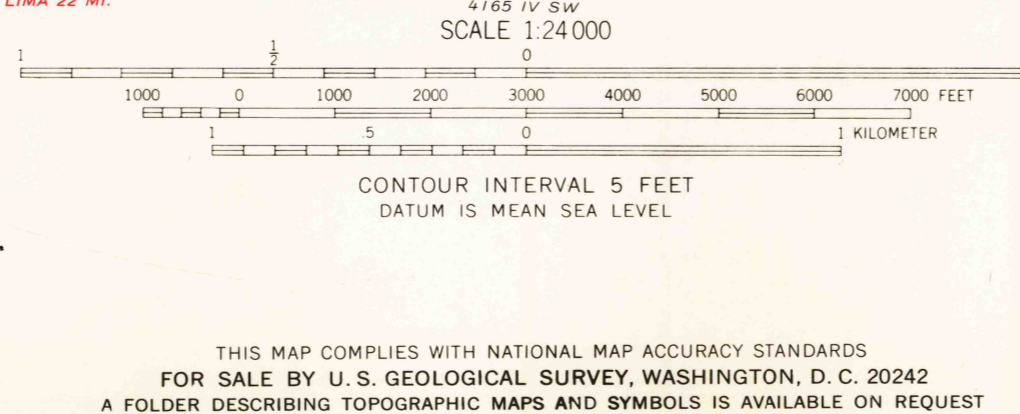 LIMA 22 MI.
4165 IV SW
SCALE 1:24 000
1 1/2 0
1000 0 1000 2000 3000 4000 5000 6000 7000 FEET
1 .5 0 1 KILOMETER
CONTOUR INTERVAL 5 FEET
DATUM IS MEAN SEA LEVEL
THIS MAP COMPLIES WITH NATIONAL MAP ACCURACY STANDARDS
FOR SALE BY U. S. GEOLOGICAL SURVEY, WASHINGTON, D. C. 20242
A FOLDER DESCRIBING TOPOGRAPHIC MAPS AND SYMBOLS IS AVAILABLE ON REQUEST